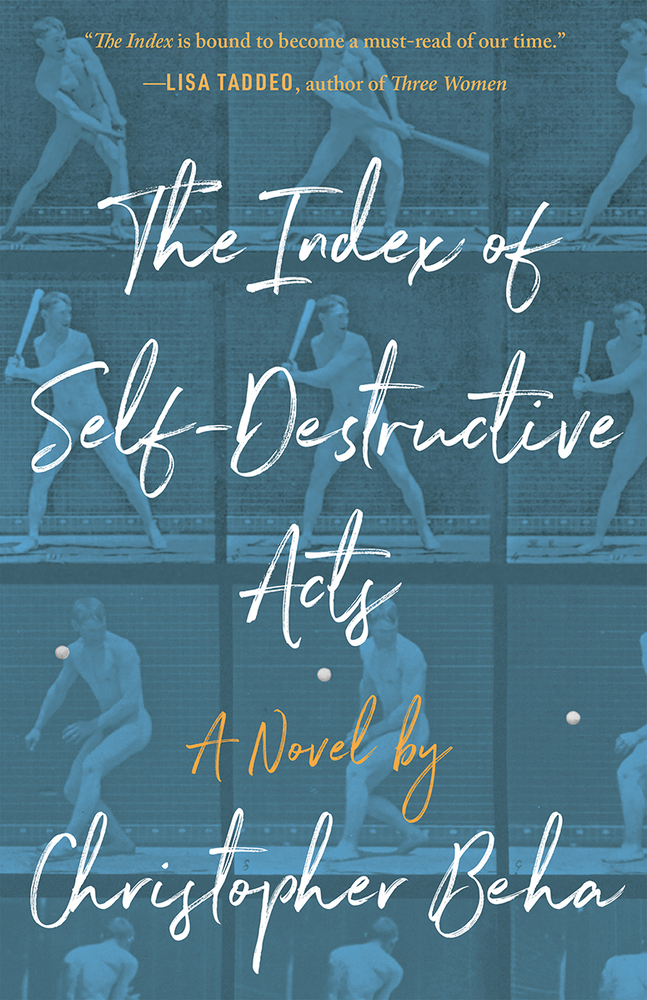 “The Index is bound to become a must-read of our time.”
—LISA TADDEO, author of Three Women
The Index of
Self-Destructive
Acts
A Novel by
Christopher Beha